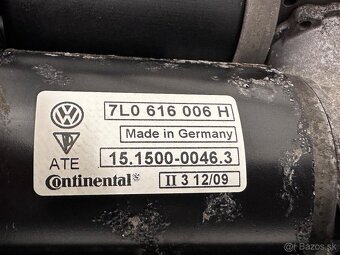 7L0 616 006 H
Made in Germany
ATE
15.1500-0046.3
Continental
II 3 12/09
bazos.sk